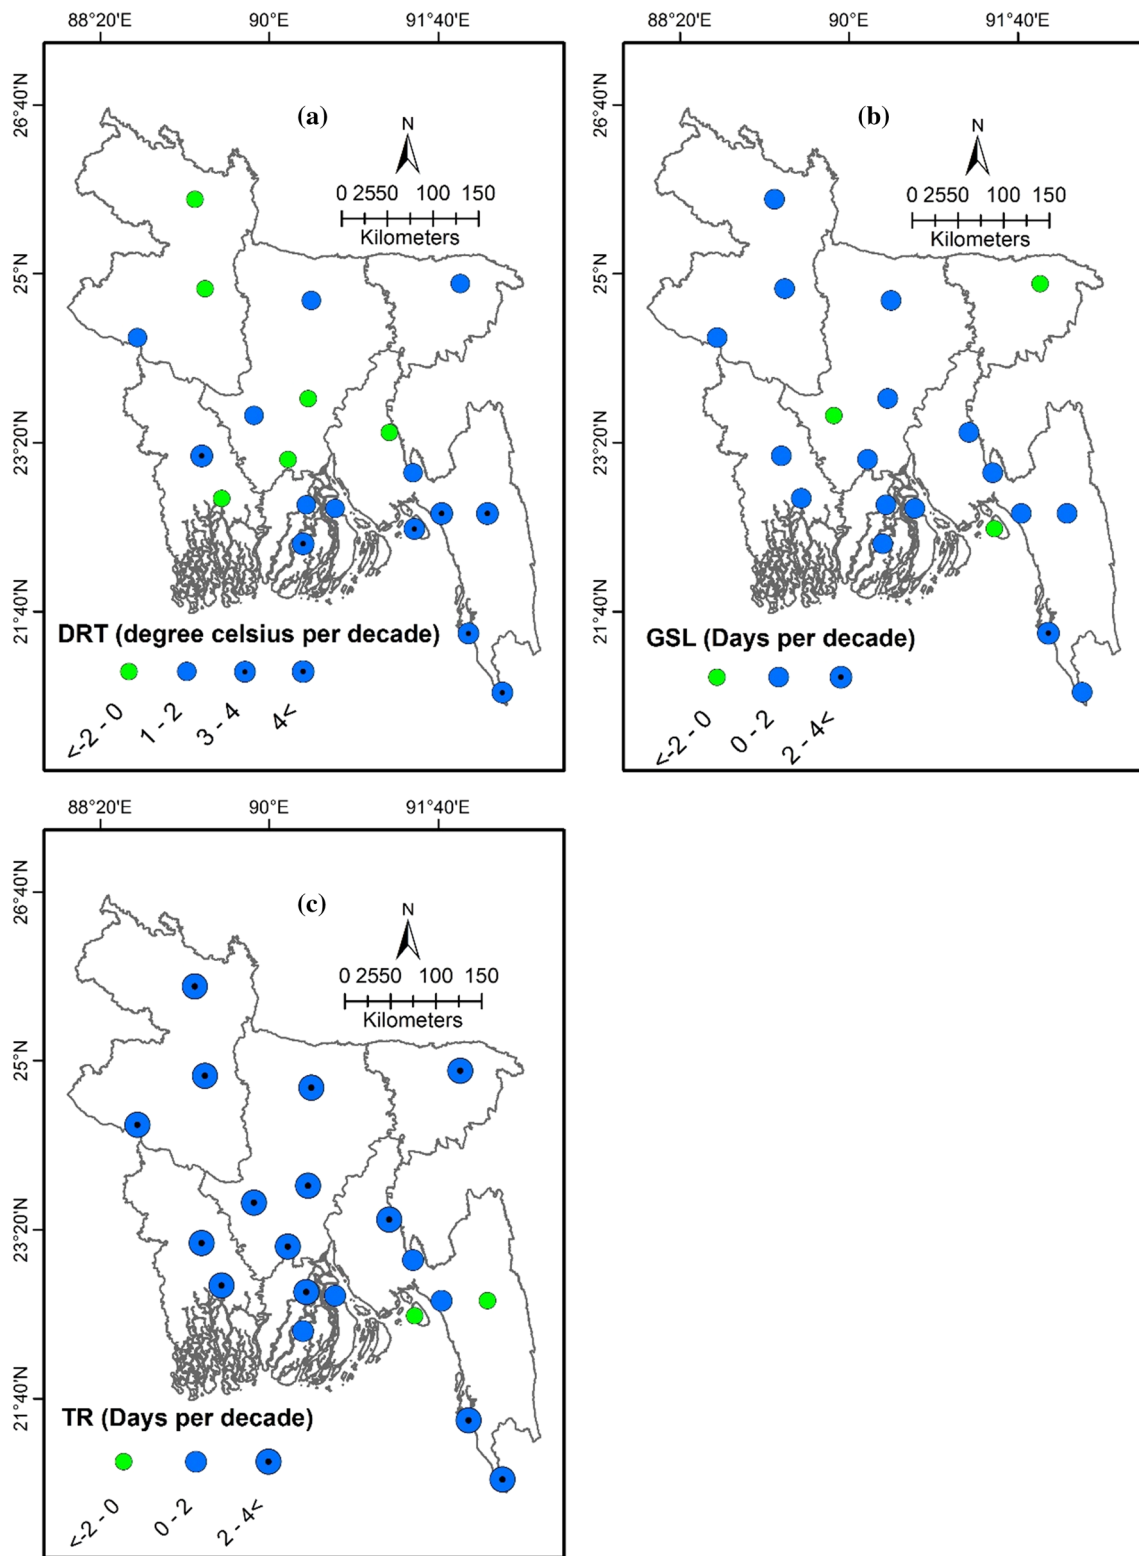 88°20'E 90°E 91°40'E 88°20'E 90°E 91°40'E
26°40'N 25°N 23°20'N 21°40'N
(a)
N
0 2550 100 150
Kilometers
DRT (degree celsius per decade)
<-2 - 0 1 - 2 3 - 4 4<
26°40'N 25°N 23°20'N 21°40'N
(b)
N
0 2550 100 150
Kilometers
GSL (Days per decade)
<-2 - 0 0 - 2 2 - 4<
88°20'E 90°E 91°40'E
26°40'N 25°N 23°20'N 21°40'N
(c)
N
0 2550 100 150
Kilometers
TR (Days per decade)
<-2 - 0 0 - 2 2 - 4<